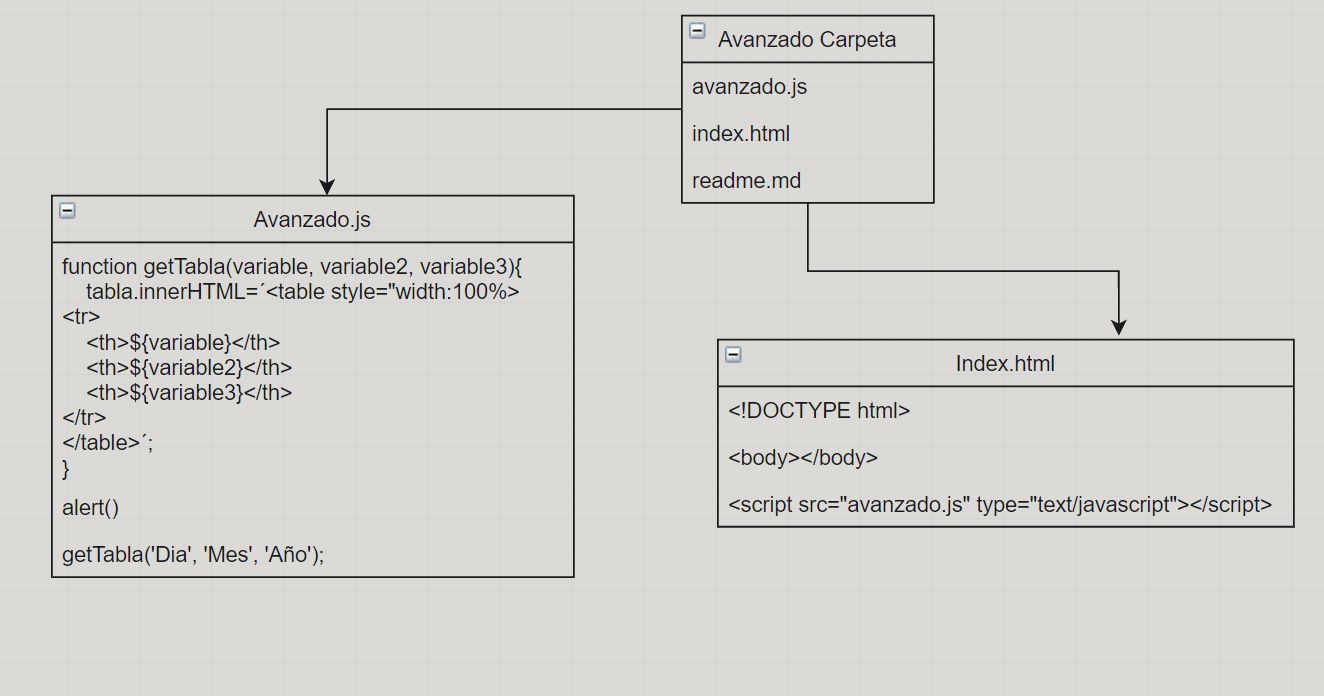 Avanzado Carpeta
avanzado.js
index.html
readme.md
Avanzado.js
function getTabla(variable, variable2, variable3){
    tabla.innerHTML=´<table style="width:100%>
<tr>
    <th>${variable}</th>
    <th>${variable2}</th>
    <th>${variable3}</th>
</tr>
</table>´;
}
alert()
getTabla('Dia', 'Mes', 'Año');
Index.html
<!DOCTYPE html>
<body></body>
<script src="avanzado.js" type="text/javascript"></script>